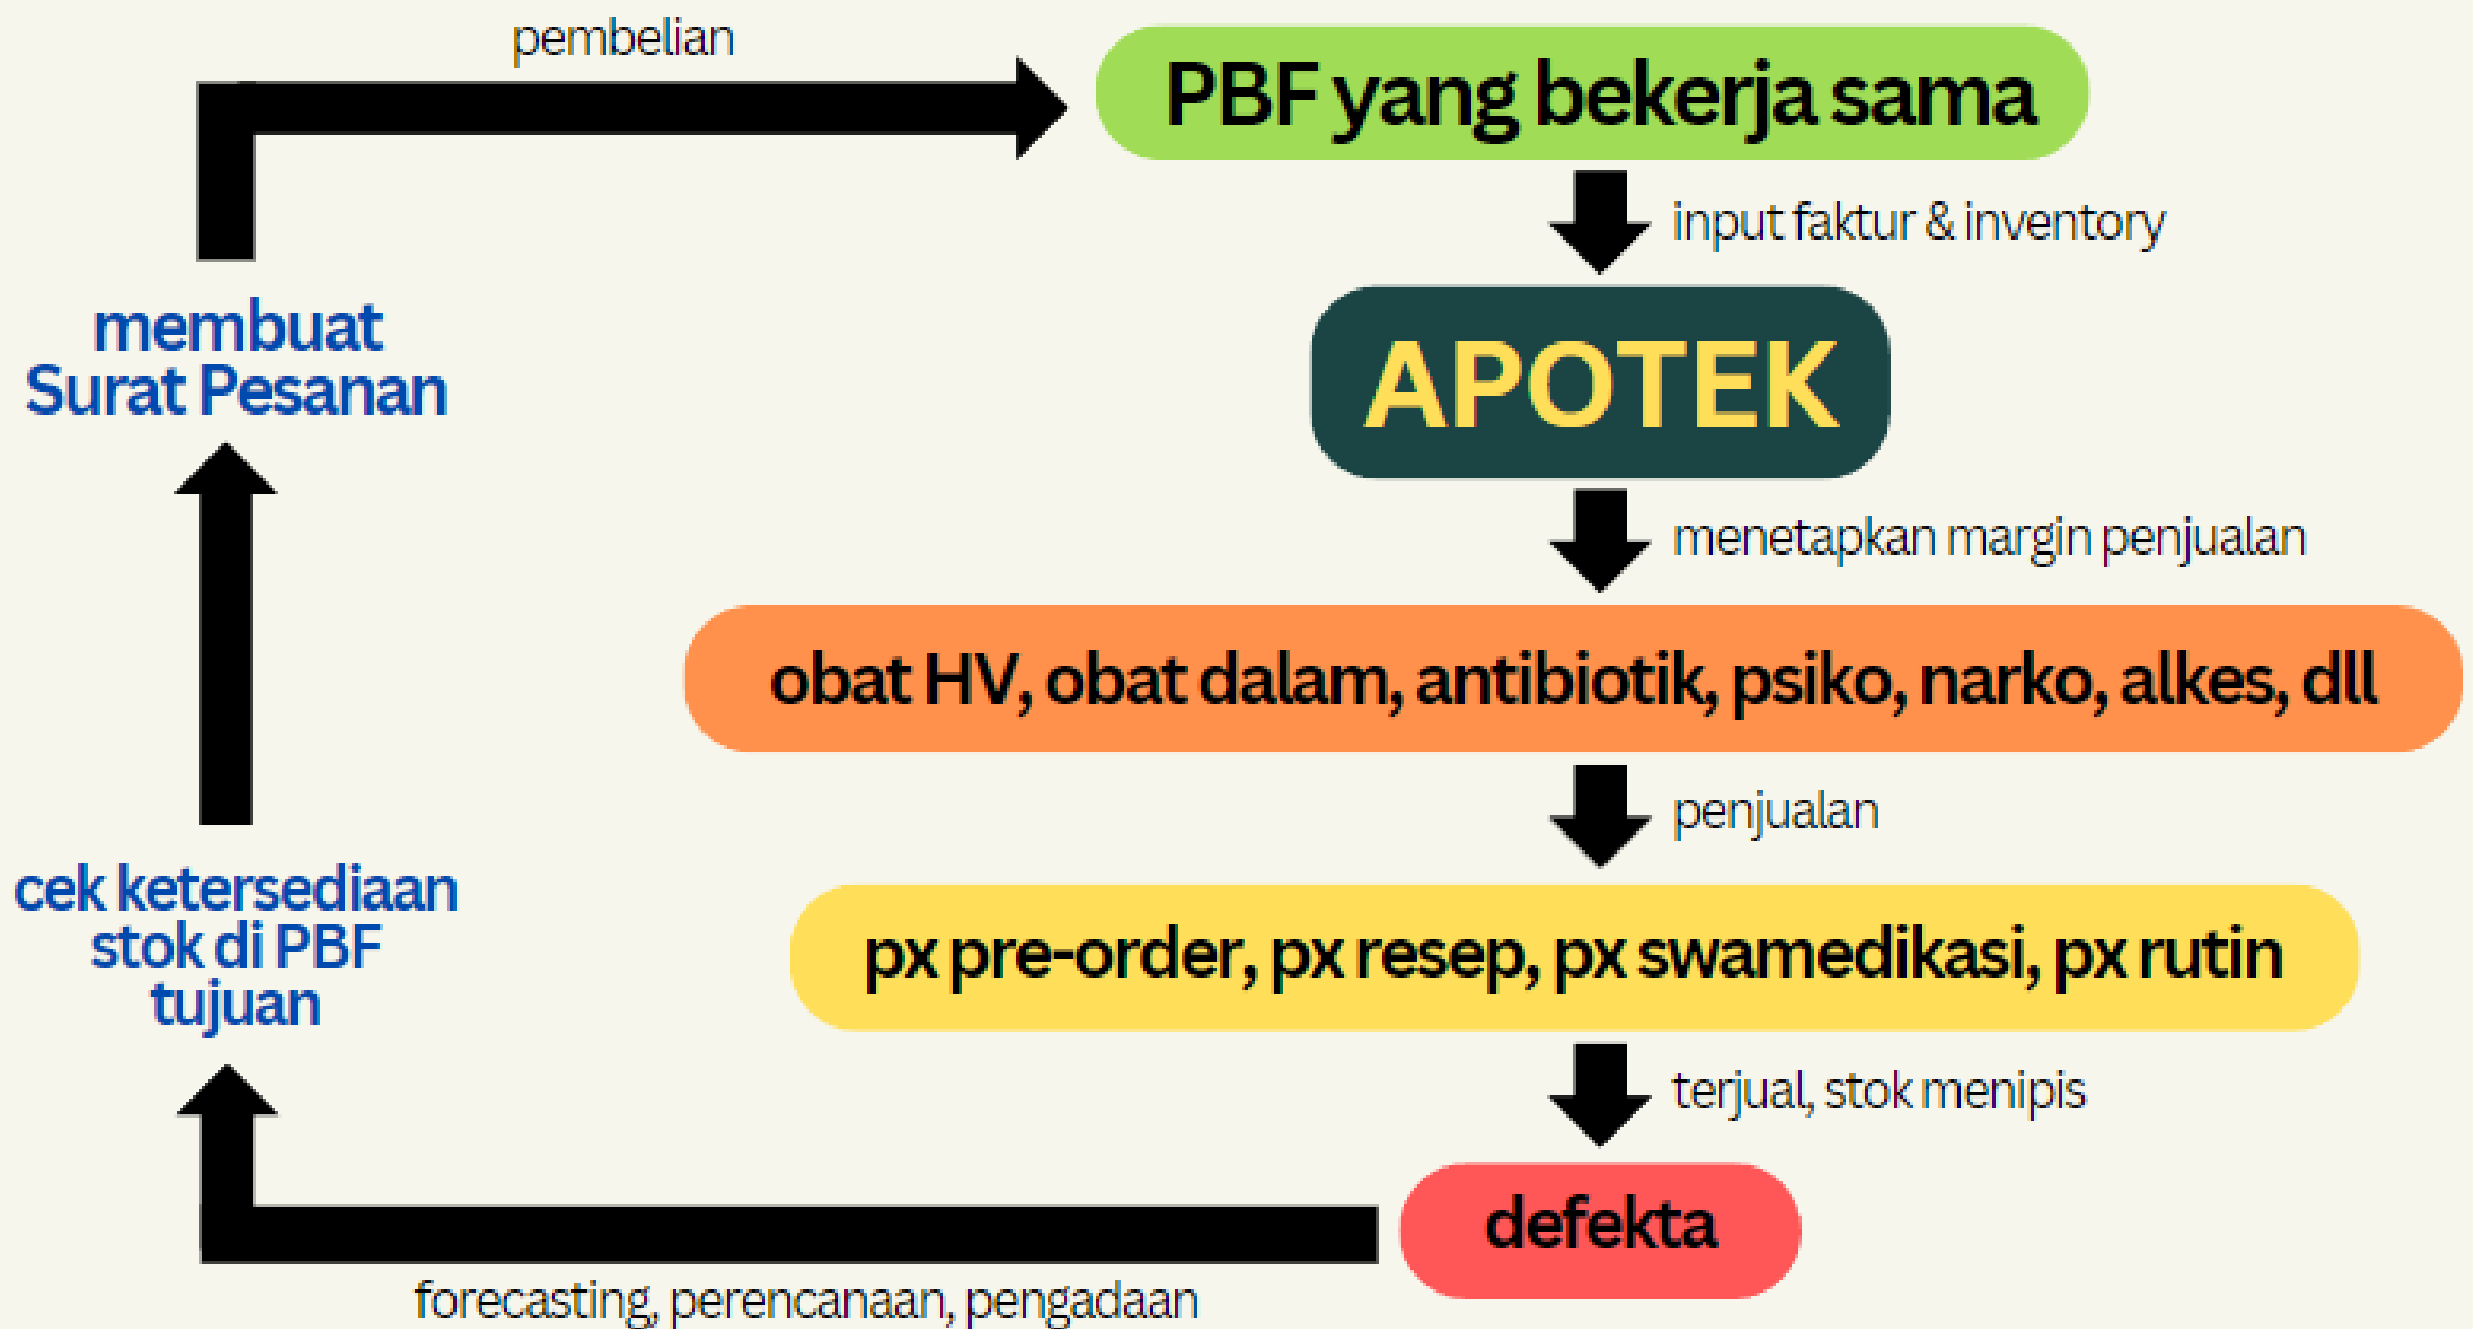 pembelian
PBF yang bekerja sama
input faktur & inventory
membuat
Surat Pesanan
APOTEK
menetapkan margin penjualan
obat HV, obat dalam, antibiotik, psiko, narko, alkes, dll
penjualan
cek ketersediaan
stok di PBF
tujuan
px pre-order, px resep, px swamedikasi, px rutin
terjual, stok menipis
defekta
forecasting, perencanaan, pengadaan